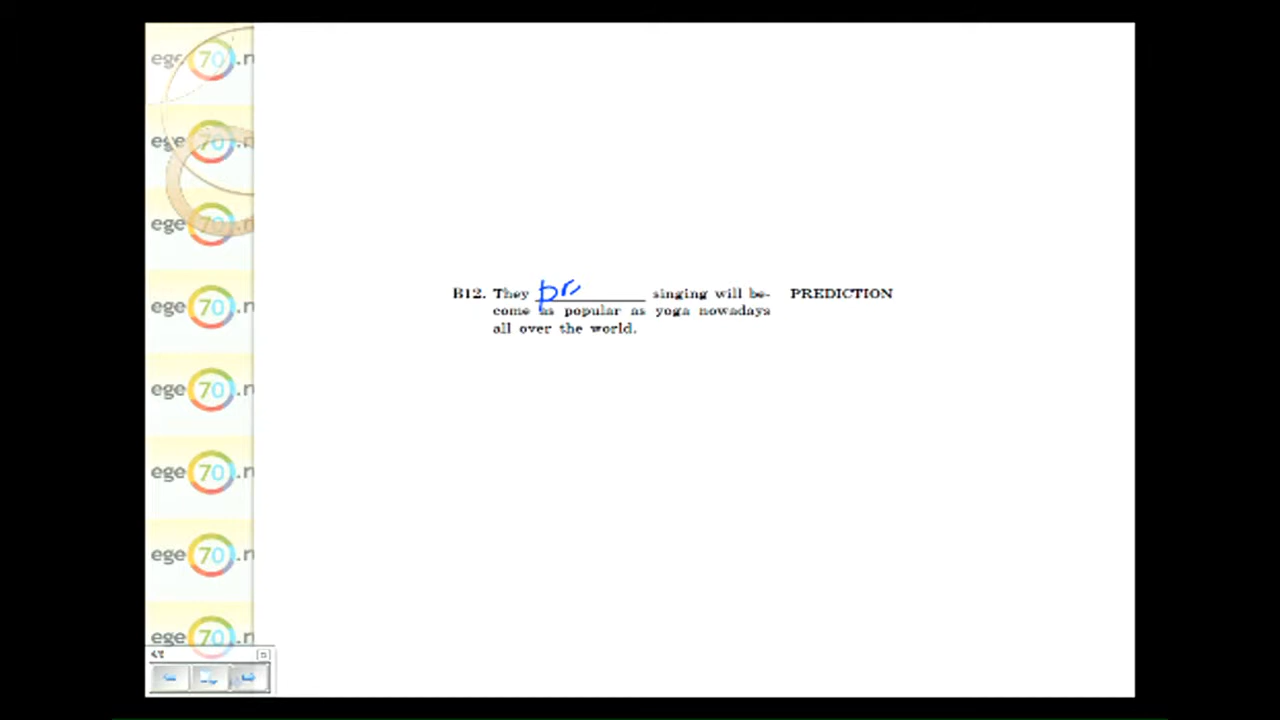 ege 70.r
ege 70.r
ege 70.r
ege 70.r
ege 70.r
ege 70.r
ege 70.r
ege 70.r
B12. They pr singing will be- PREDICTION
come as popular as yoga nowadays
all over the world.